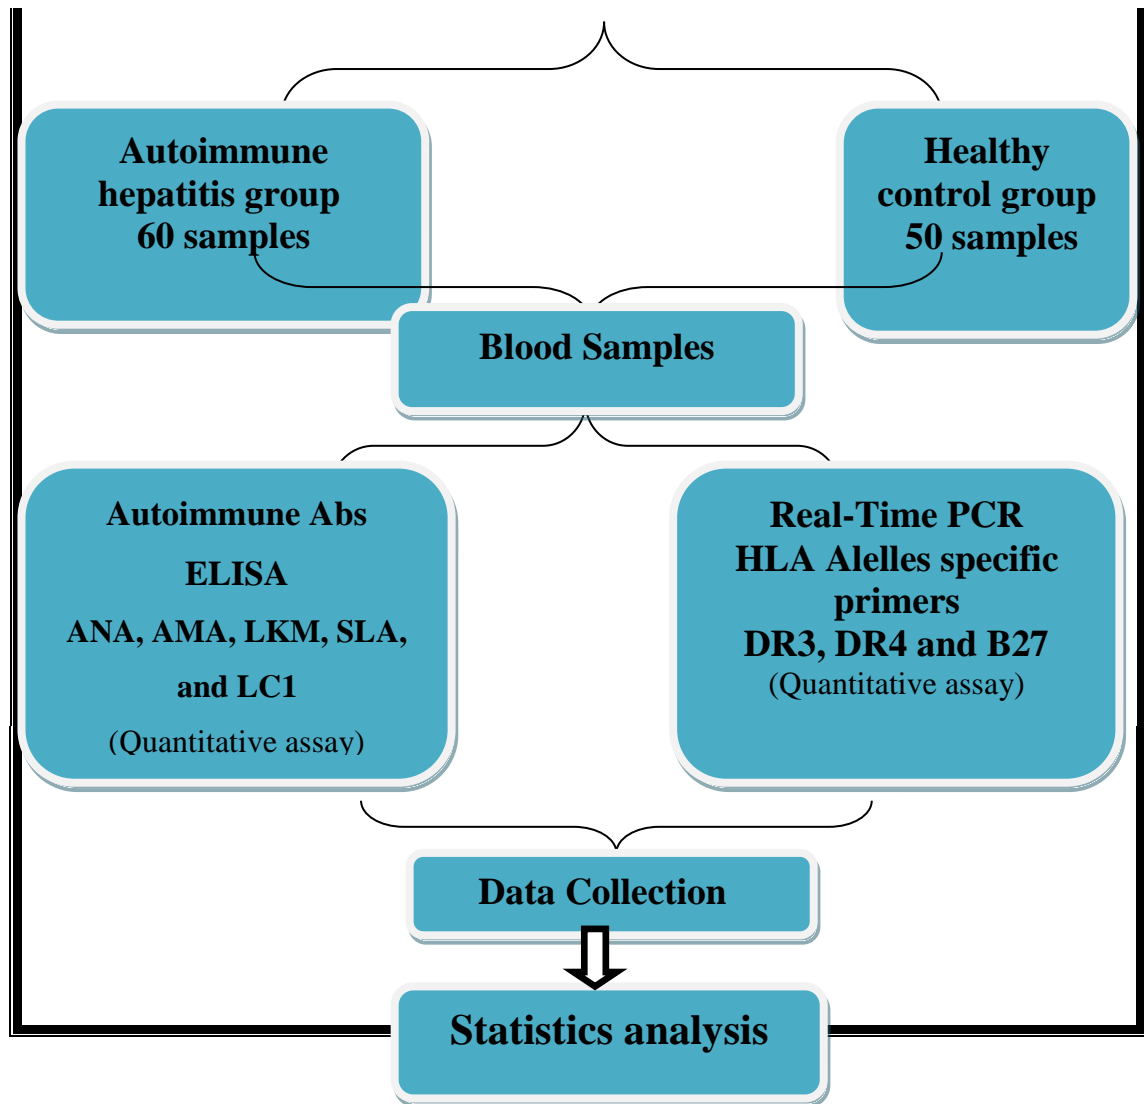 Autoimmune
hepatitis group
60 samples
Healthy
control group
50 samples
Blood Samples
Autoimmune Abs
ELISA
ANA, AMA, LKM, SLA,
and LC1
(Quantitative assay)
Real-Time PCR
HLA Alelles specific
primers
DR3, DR4 and B27
(Quantitative assay)
Data Collection
Statistics analysis